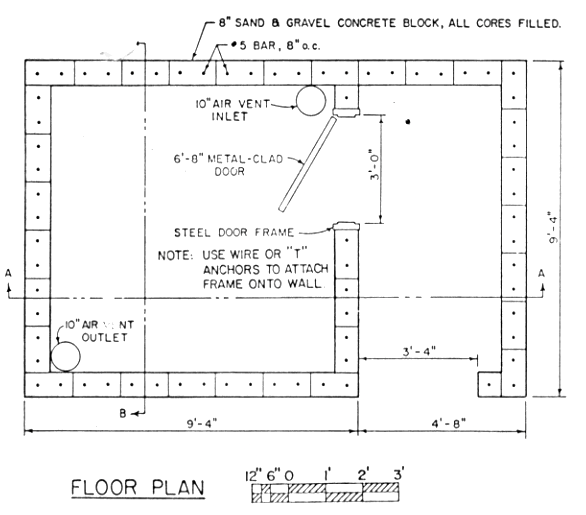 8" SAND & GRAVEL CONCRETE BLOCK, ALL CORES FILLED.
#5 BAR, 8" o.c.
10" AIR VENT
INLET
6'-8" METAL-CLAD
DOOR
3'-0"
9'-4"
STEEL DOOR FRAME
NOTE: USE WIRE OR "T"
ANCHORS TO ATTACH
FRAME ONTO WALL.
A
A
10" AIR VENT
OUTLET
3'-4"
B
9'-4"
4'-8"
FLOOR PLAN
12" 6" 0 1' 2' 3'